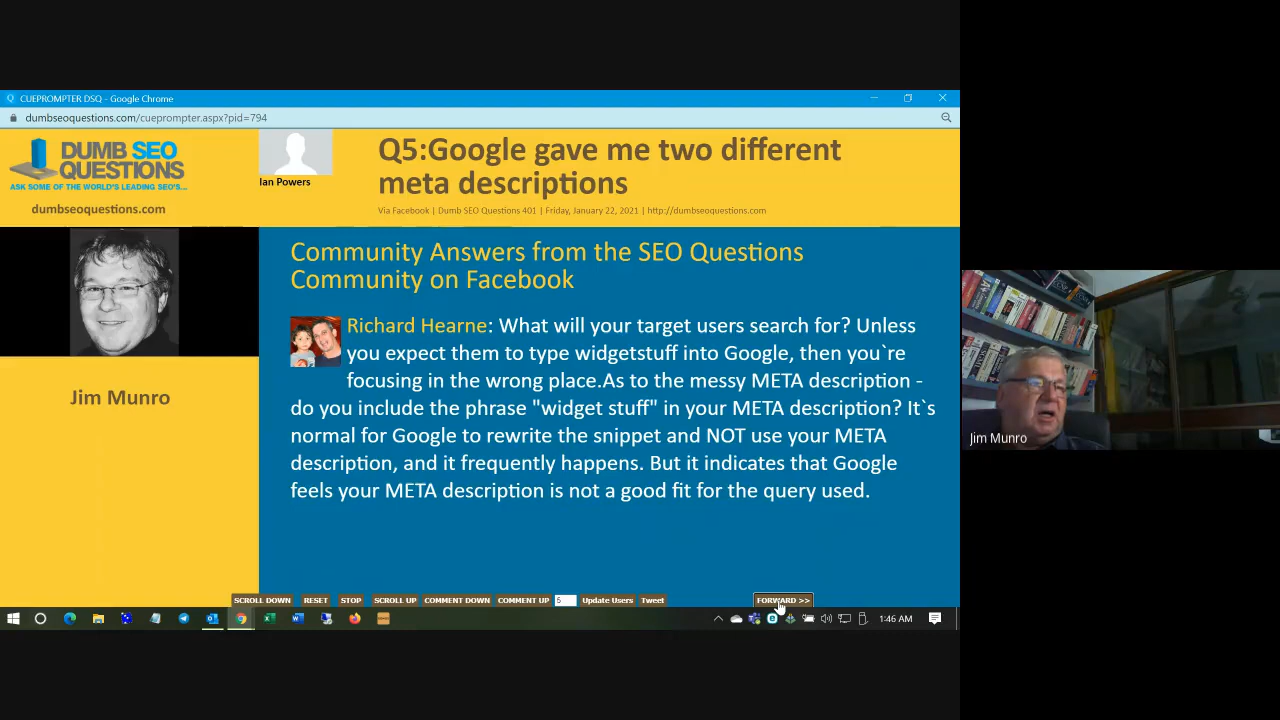 CUEPROMPTER DSQ - Google Chrome
dumbseoquestions.com/cueprompter.aspx?pid=794
DUMB SEO
QUESTIONS
ASK SOME OF THE WORLD'S LEADING SEO'S...
dumbseoquestions.com
Ian Powers
Q5:Google gave me two different
meta descriptions
Via Facebook | Dumb SEO Questions 401 | Friday, January 22, 2021 | http://dumbseoquestions.com
Jim Munro
Community Answers from the SEO Questions
Community on Facebook
Richard Hearne: What will your target users search for? Unless
you expect them to type widgetstuff into Google, then you`re
focusing in the wrong place.As to the messy META description -
do you include the phrase "widget stuff" in your META description? It`s
normal for Google to rewrite the snippet and NOT use your META
description, and it frequently happens. But it indicates that Google
feels your META description is not a good fit for the query used.
Jim Munro
SCROLL DOWN RESET STOP SCROLL UP COMMENT DOWN COMMENT UP 5 Update Users Tweet FORWARD >>
1:46 AM